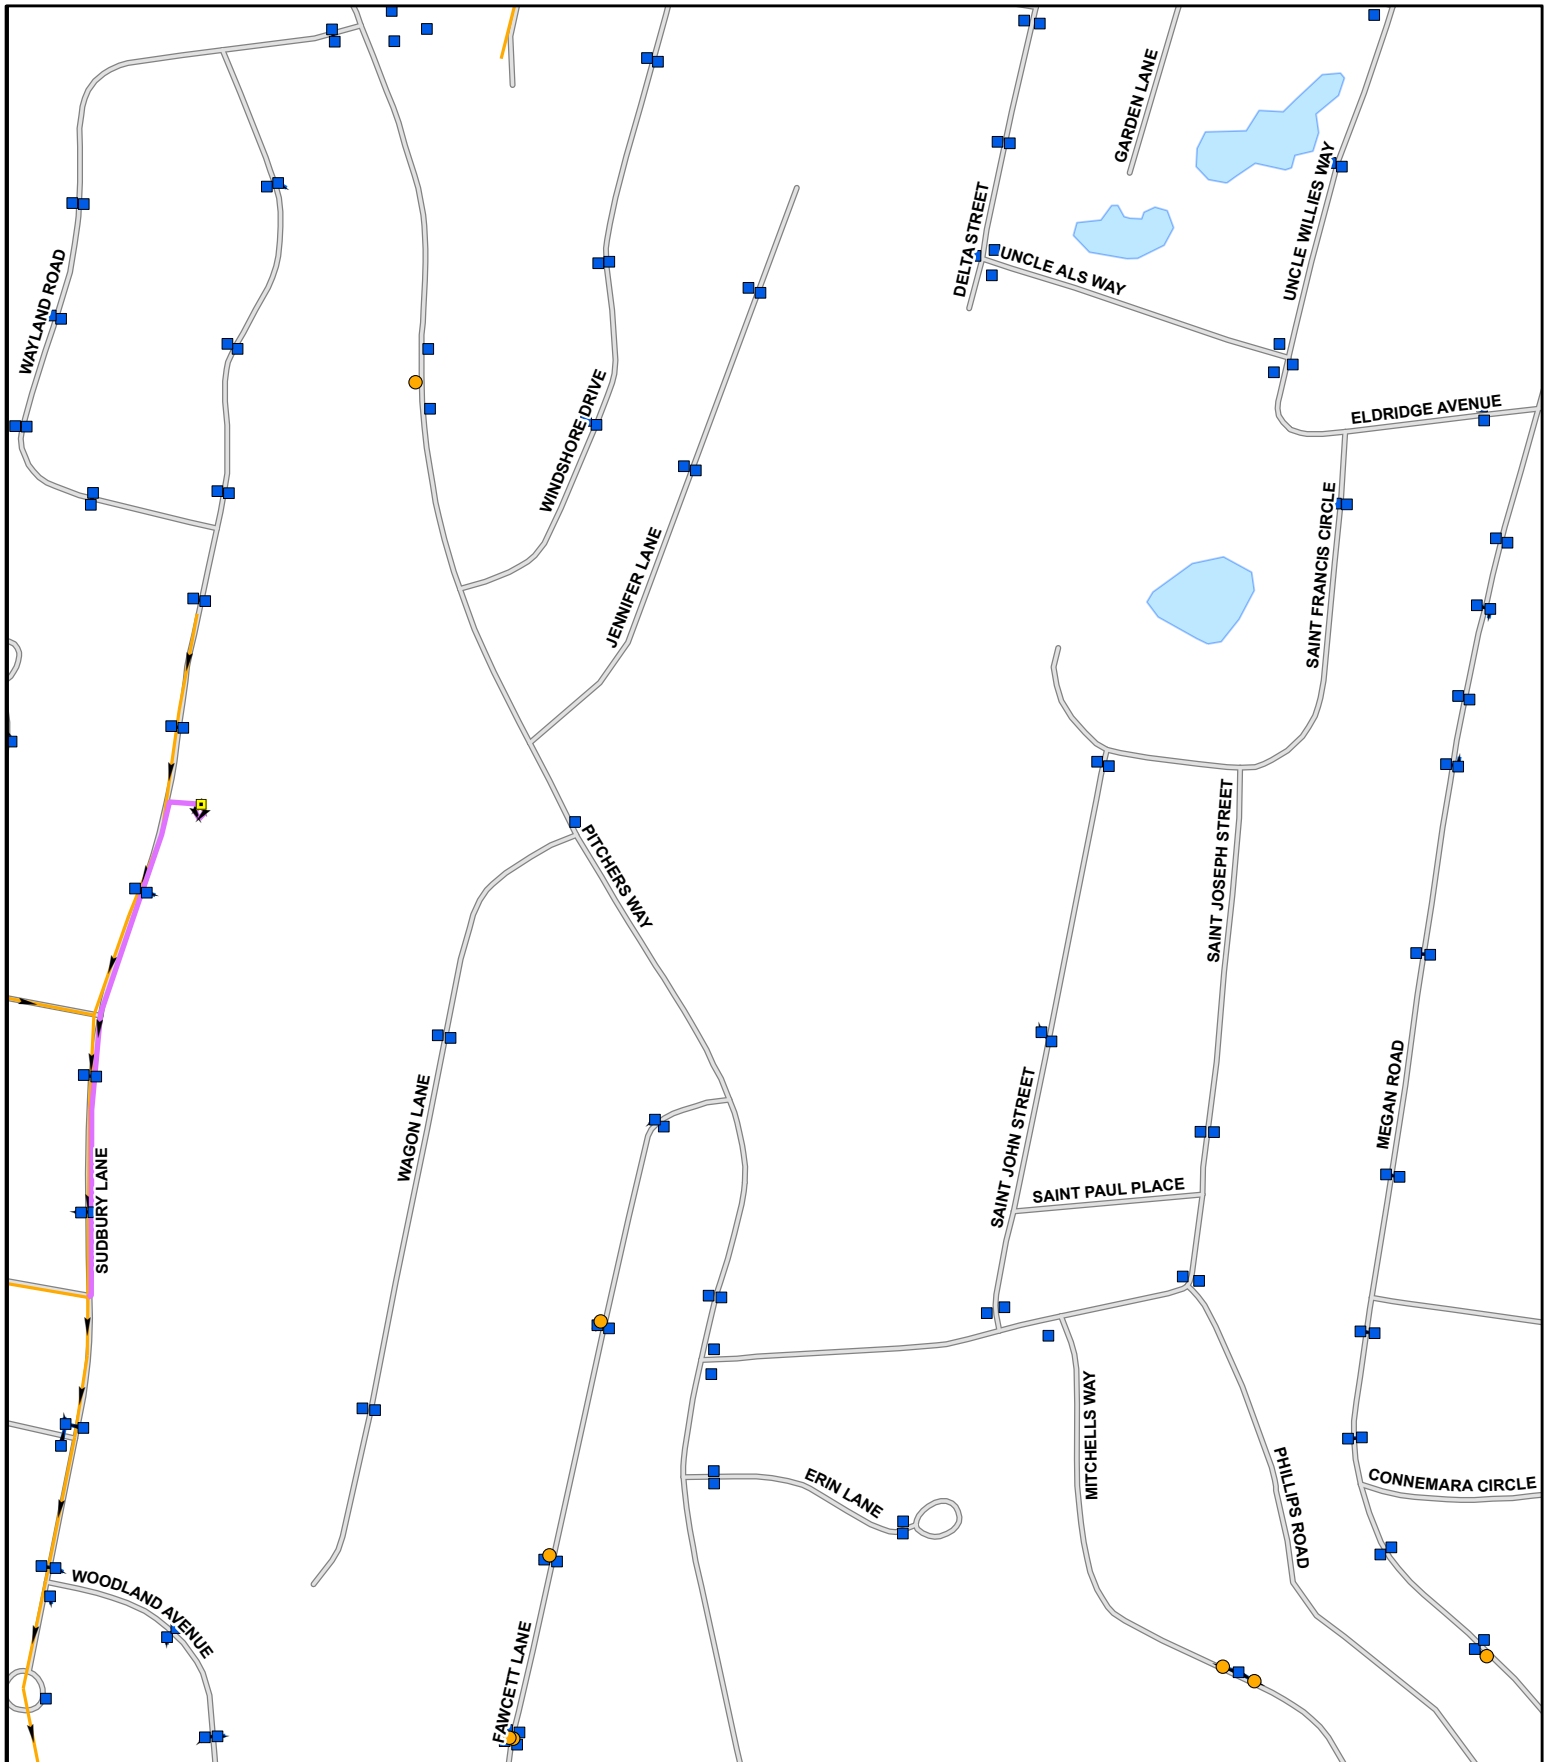 GARDEN LANE
UNCLE WILLIES WAY
DELTA STREET
UNCLE ALS WAY
WAYLAND ROAD
WINDSHORE DRIVE
ELDRIDGE AVENUE
SAINT FRANCIS CIRCLE
JENNIFER LANE
SAINT JOSEPH STREET
PITCHERS WAY
MEGAN ROAD
SAINT JOHN STREET
WAGON LANE
SUDBURY LANE
SAINT PAUL PLACE
MITCHELLS WAY
ERIN LANE
PHILLIPS ROAD
CONNEMARA CIRCLE
WOODLAND AVENUE
FAWCETT LANE